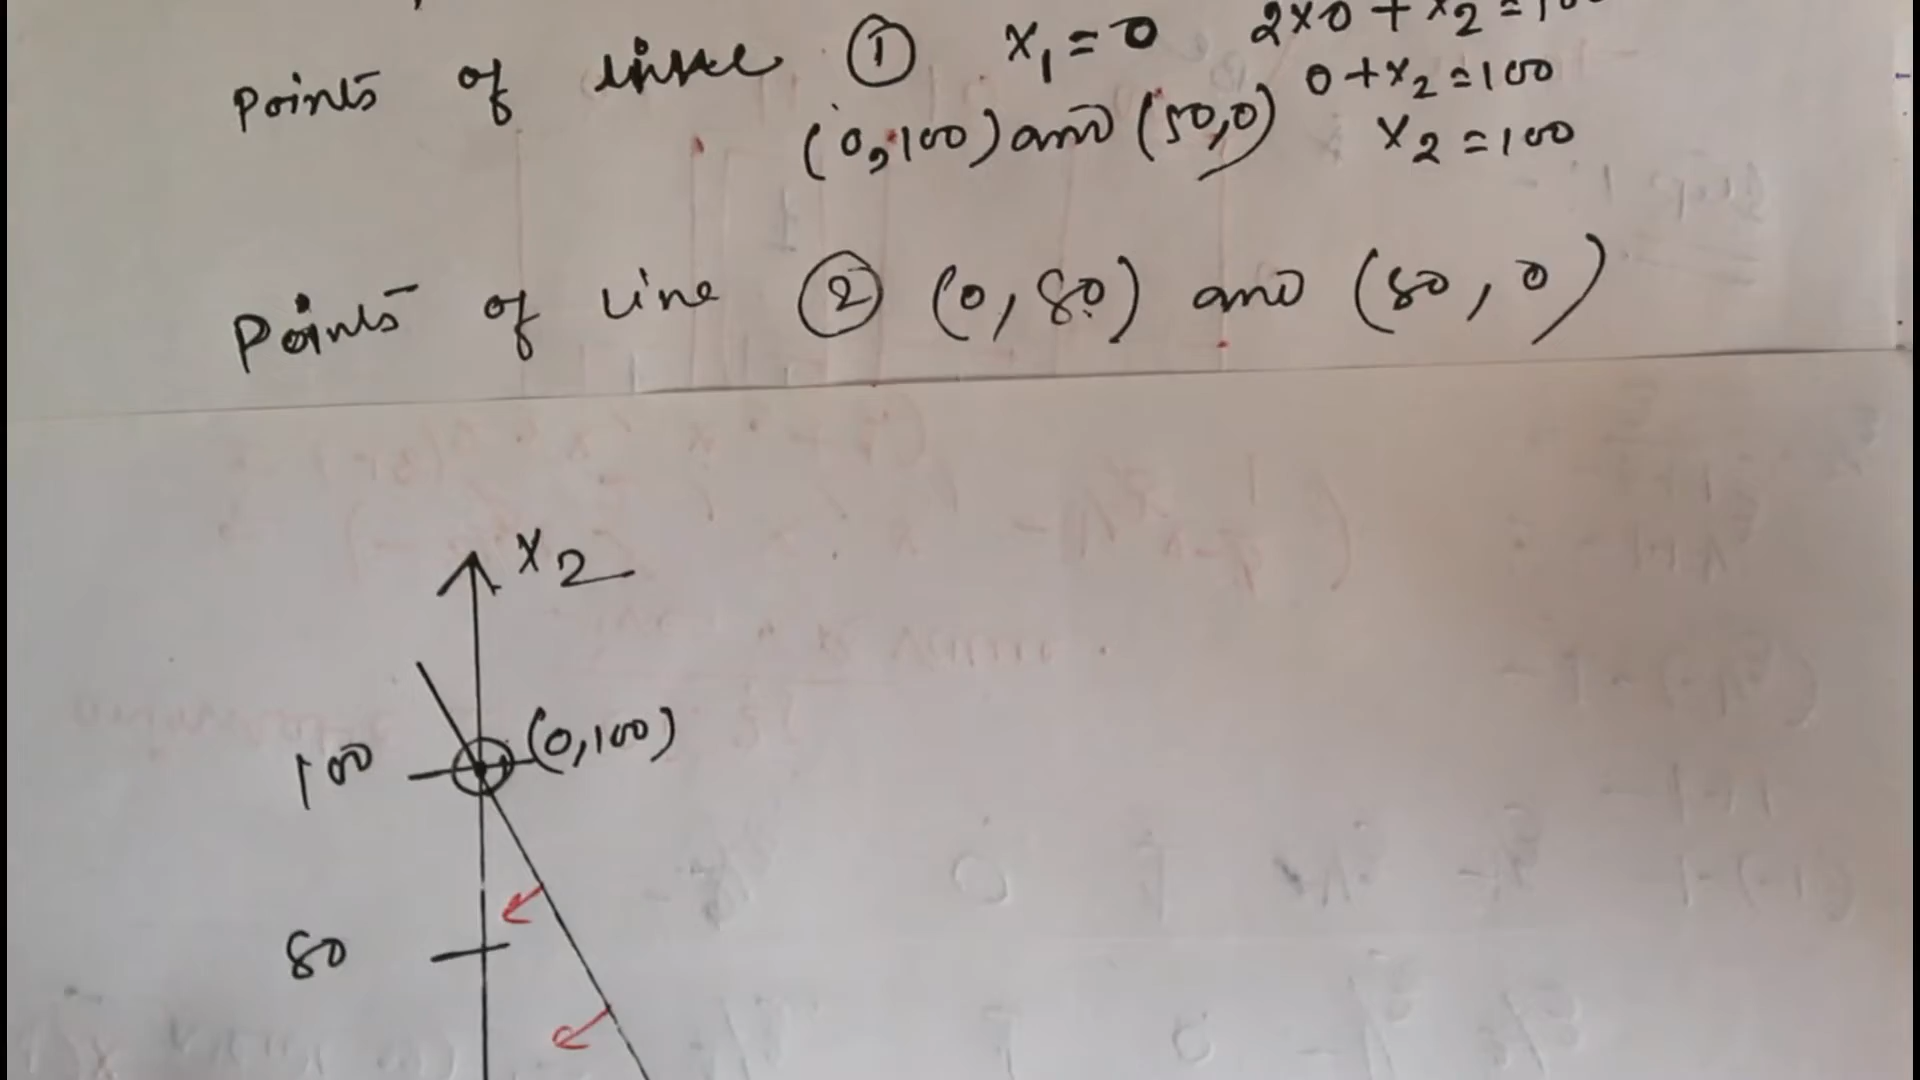 Points of line ① x₁=0 2×0+x₂=100
(0,100) and (50,0) 0+x₂=100
x₂=100
Points of line ② (0,80) and (80,0)
x₂
100 (0,100)
80